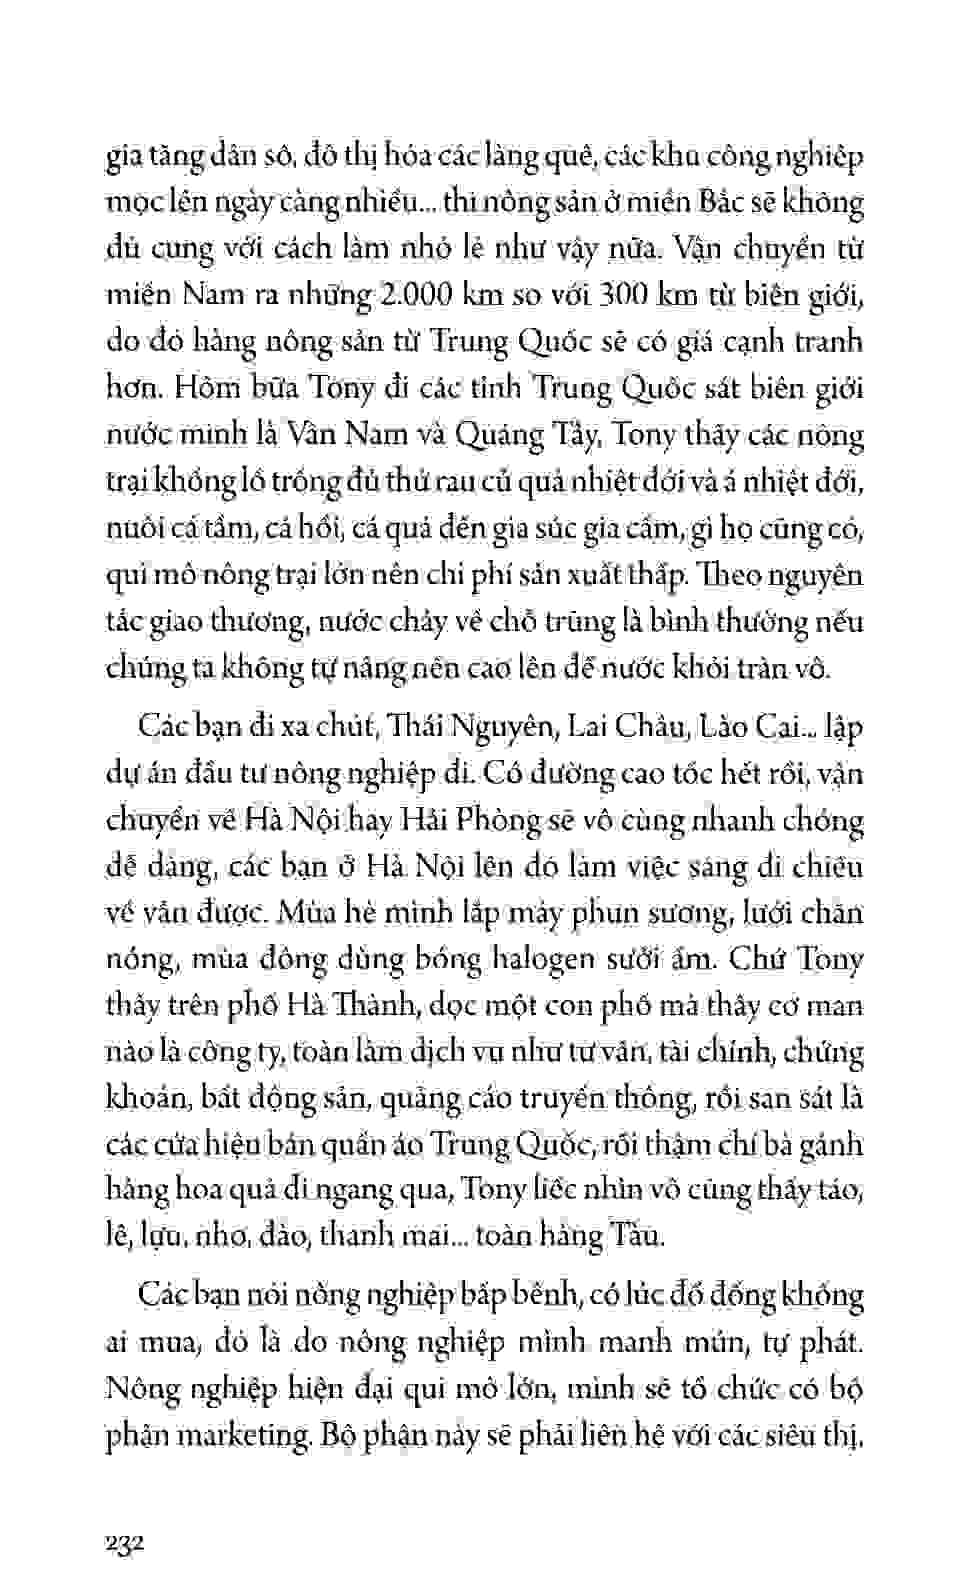 gia tăng dân số, đô thị hóa các làng quê, các khu công nghiệp
mọc lên ngày càng nhiều... thì nông sản ở miền Bắc sẽ không
đủ cung với cách làm nhỏ lẻ như vậy nữa. Vận chuyển từ
miền Nam ra những 2.000 km so với 300 km từ biên giới,
do đó hàng nông sản từ Trung Quốc sẽ có giá cạnh tranh
hơn. Hôm bữa Tony đi các tỉnh Trung Quốc sát biên giới
nước mình là Vân Nam và Quảng Tây, Tony thấy các nông
trại khổng lồ trồng đủ thứ rau củ quả nhiệt đới và á nhiệt đới,
nuôi cá tầm, cá hồi, cá quả đến gia súc gia cầm, gì họ cũng có,
qui mô nông trại lớn nên chi phí sản xuất thấp. Theo nguyên
tắc giao thương, nước chảy về chỗ trũng là bình thường nếu
chúng ta không tự nâng nền cao lên để nước khỏi tràn vô.
Các bạn đi xa chút, Thái Nguyên, Lai Châu, Lào Cai... lập
dự án đầu tư nông nghiệp đi. Có đường cao tốc hết rồi, vận
chuyển về Hà Nội hay Hải Phòng sẽ vô cùng nhanh chóng
dễ dàng, các bạn ở Hà Nội lên đó làm việc sáng đi chiều
về vẫn được. Mùa hè mình lắp máy phun sương, lưới chắn
nóng, mùa đông dùng bóng halogen sưởi ấm. Chứ Tony
thấy trên phố Hà Thành, dọc một con phố mà thấy cơ man
nào là công ty, toàn làm dịch vụ như tư vấn, tài chính, chứng
khoán, bất động sản, quảng cáo truyền thông, rồi san sát là
các cửa hiệu bán quần áo Trung Quốc, rồi thậm chí bà gánh
hàng hoa quả đi ngang qua, Tony liếc nhìn vô cũng thấy táo,
lê, lựu, nho, đào, thanh mai... toàn hàng Tàu.
Các bạn nói nông nghiệp bấp bênh, có lúc đổ đống không
ai mua, đó là do nông nghiệp mình manh mún, tự phát.
Nông nghiệp hiện đại qui mô lớn, mình sẽ tổ chức có bộ
phận marketing. Bộ phận này sẽ phải liên hệ với các siêu thị,
232